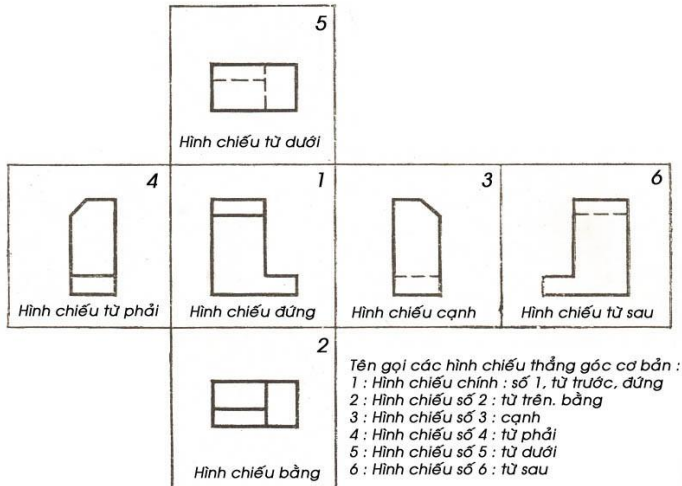 5
Hình chiếu từ dưới
4
1
3
6
Hình chiếu từ phải
Hình chiếu đứng
Hình chiếu cạnh
Hình chiếu từ sau
2
Hình chiếu bằng
Tên gọi các hình chiếu thẳng góc cơ bản :
1 : Hình chiếu chính : số 1, từ trước, đứng
2 : Hình chiếu số 2 : từ trên. bằng
3 : Hình chiếu số 3 : cạnh
4 : Hình chiếu số 4 : từ phải
5 : Hình chiếu số 5 : từ dưới
6 : Hình chiếu số 6 : từ sau